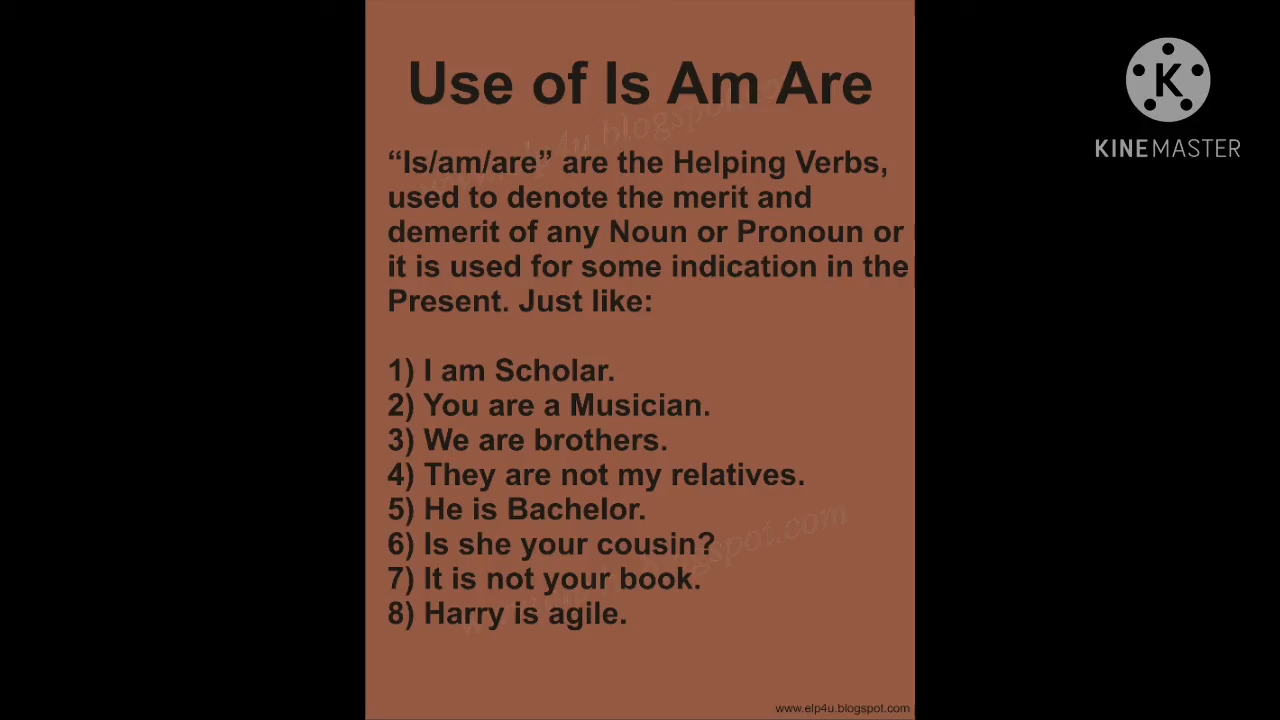 Use of Is Am Are
“Is/am/are” are the Helping Verbs,
used to denote the merit and
demerit of any Noun or Pronoun or
it is used for some indication in the
Present. Just like:
1) I am Scholar.
2) You are a Musician.
3) We are brothers.
4) They are not my relatives.
5) He is Bachelor.
6) Is she your cousin?
7) It is not your book.
8) Harry is agile.
www.elp4u.blogspot.com
K
KINEMASTER